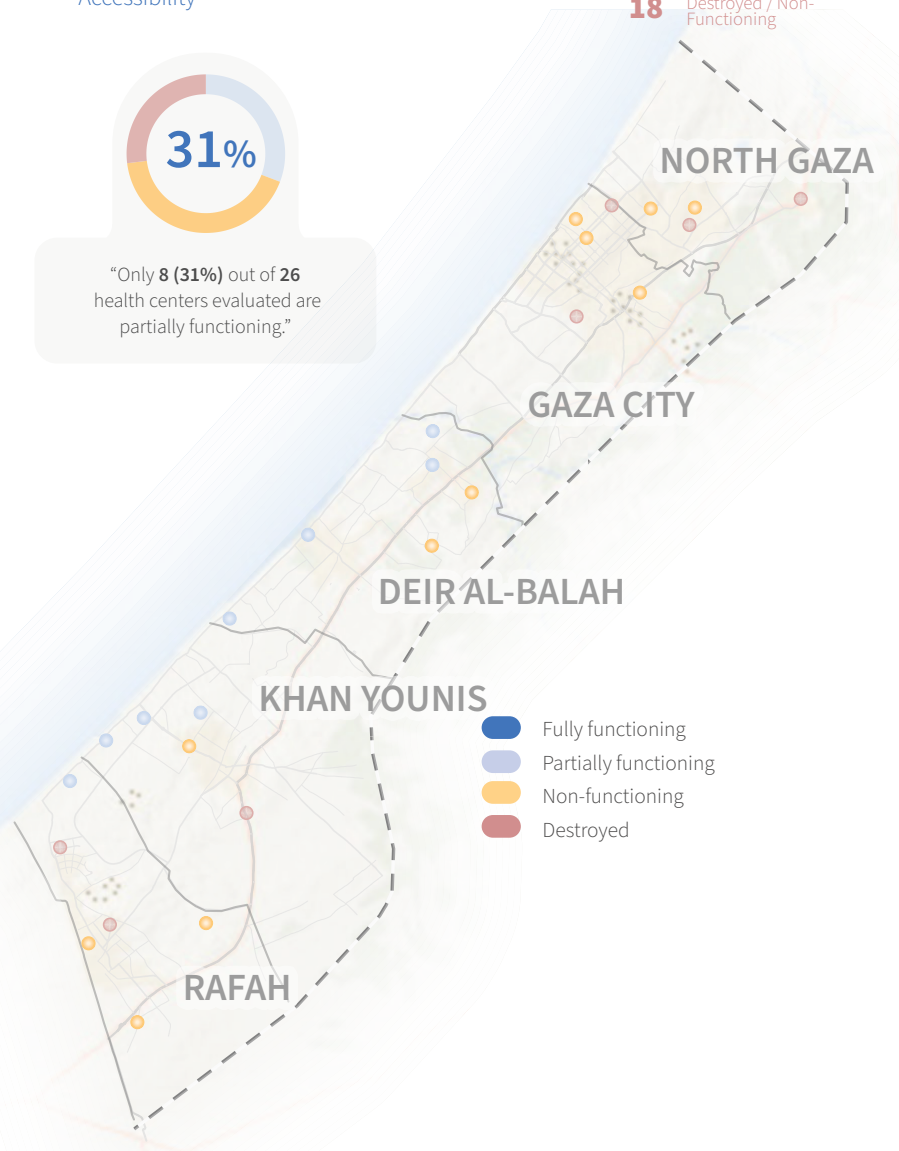 Accessibility
18
Destroyed / Non-
Functioning
31%
NORTH GAZA
“Only 8 (31%) out of 26
health centers evaluated are
partially functioning.”
GAZA CITY
DEIR AL-BALAH
KHAN YOUNIS
Fully functioning
Partially functioning
Non-functioning
Destroyed
RAFAH